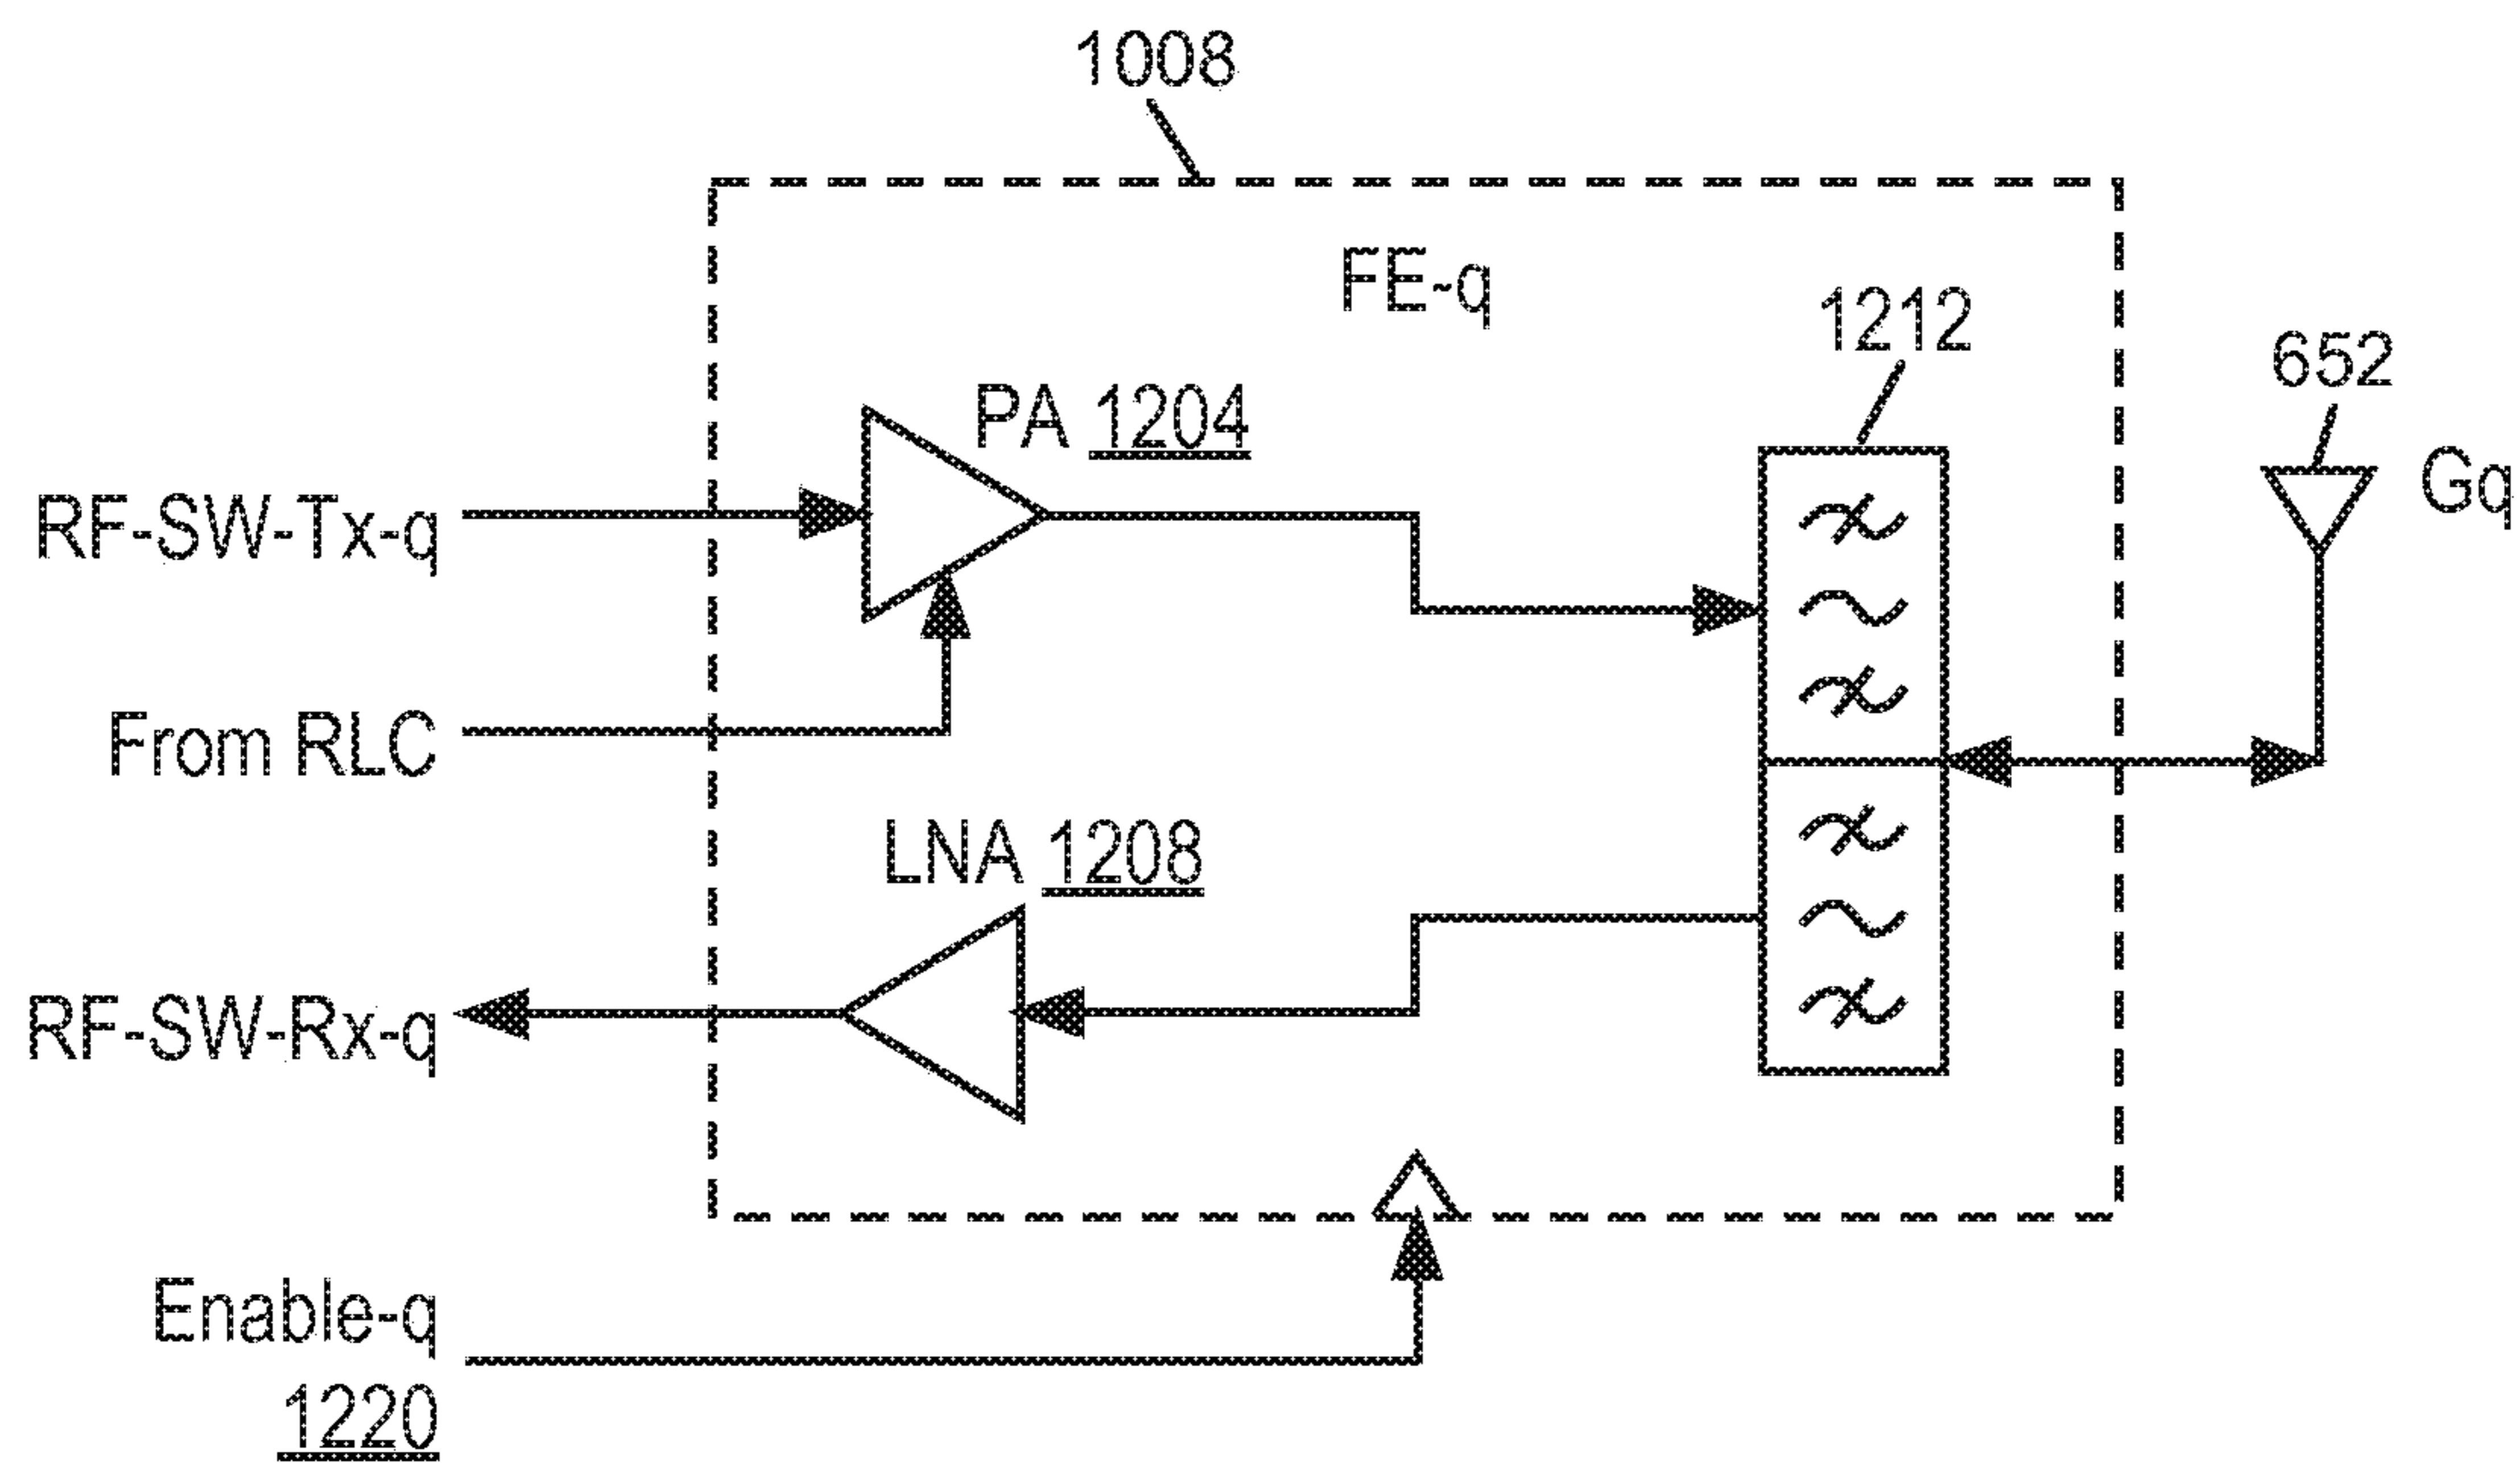 1008
FE-q
1212
652
Gq
PA 1204
RF-SW-Tx-q
From RLC
LNA 1208
RF-SW-Rx-q
Enable-q
1220